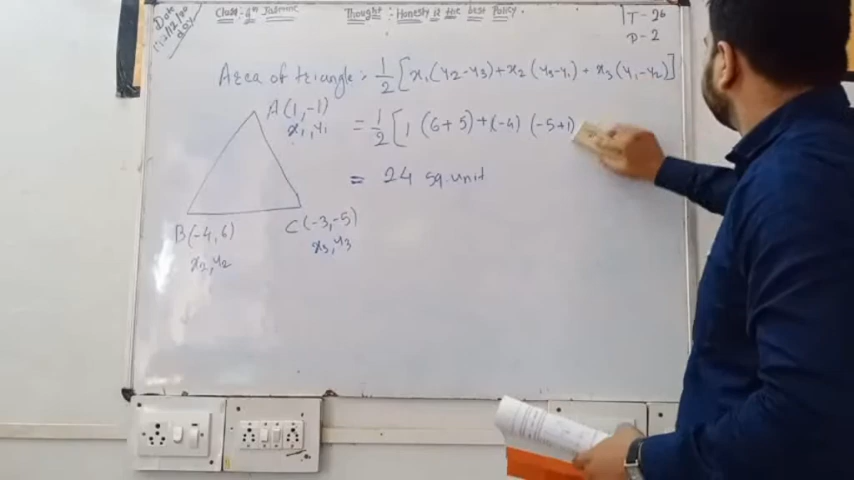 Class: 9th Jasmine
Thought: Honesty is the best Policy.
T - 26
P - 2
Area of triangle: 1/2 [x₁(y₂-y₃)+x₂(y₃-y₁)+x₃(y₁-y₂)]
A(1,-1)
x₁,y₁
= 1/2 [1 (6+5)+(-4) (-5+1)
= 24 sq.unit
B(-4,6)
x₂,y₂
C(-3,-5)
x₃,y₃